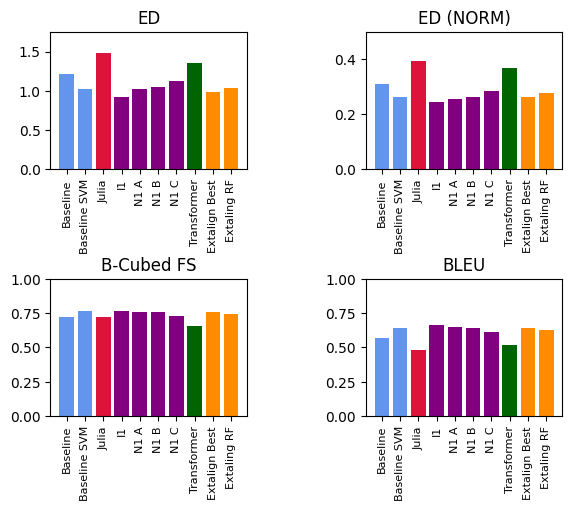 ED
1.5
1.0
0.5
0.0
Baseline
Baseline SVM
Julia
I1
N1 A
N1 B
N1 C
Transformer
Extalign Best
Extaling RF
ED (NORM)
0.4
0.2
0.0
Baseline
Baseline SVM
Julia
I1
N1 A
N1 B
N1 C
Transformer
Extalign Best
Extaling RF
B-Cubed FS
1.00
0.75
0.50
0.25
0.00
Baseline
Baseline SVM
Julia
I1
N1 A
N1 B
N1 C
Transformer
Extalign Best
Extaling RF
BLEU
1.00
0.75
0.50
0.25
0.00
Baseline
Baseline SVM
Julia
I1
N1 A
N1 B
N1 C
Transformer
Extalign Best
Extaling RF